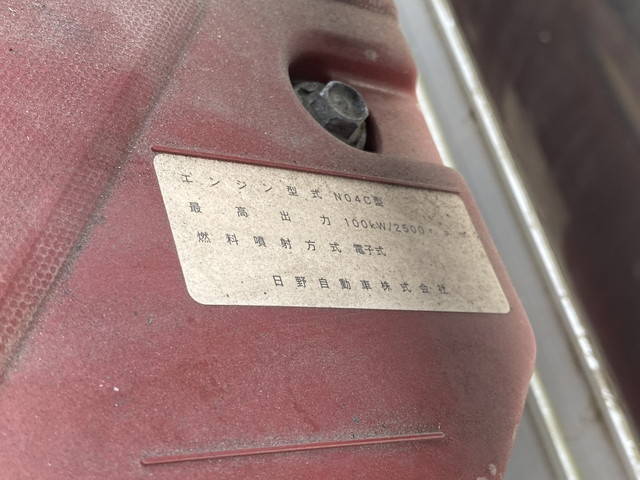 エンジン型式 N04C型
最高出力 100kW/2500
燃料噴射方式 電子式
日野自動車株式会社